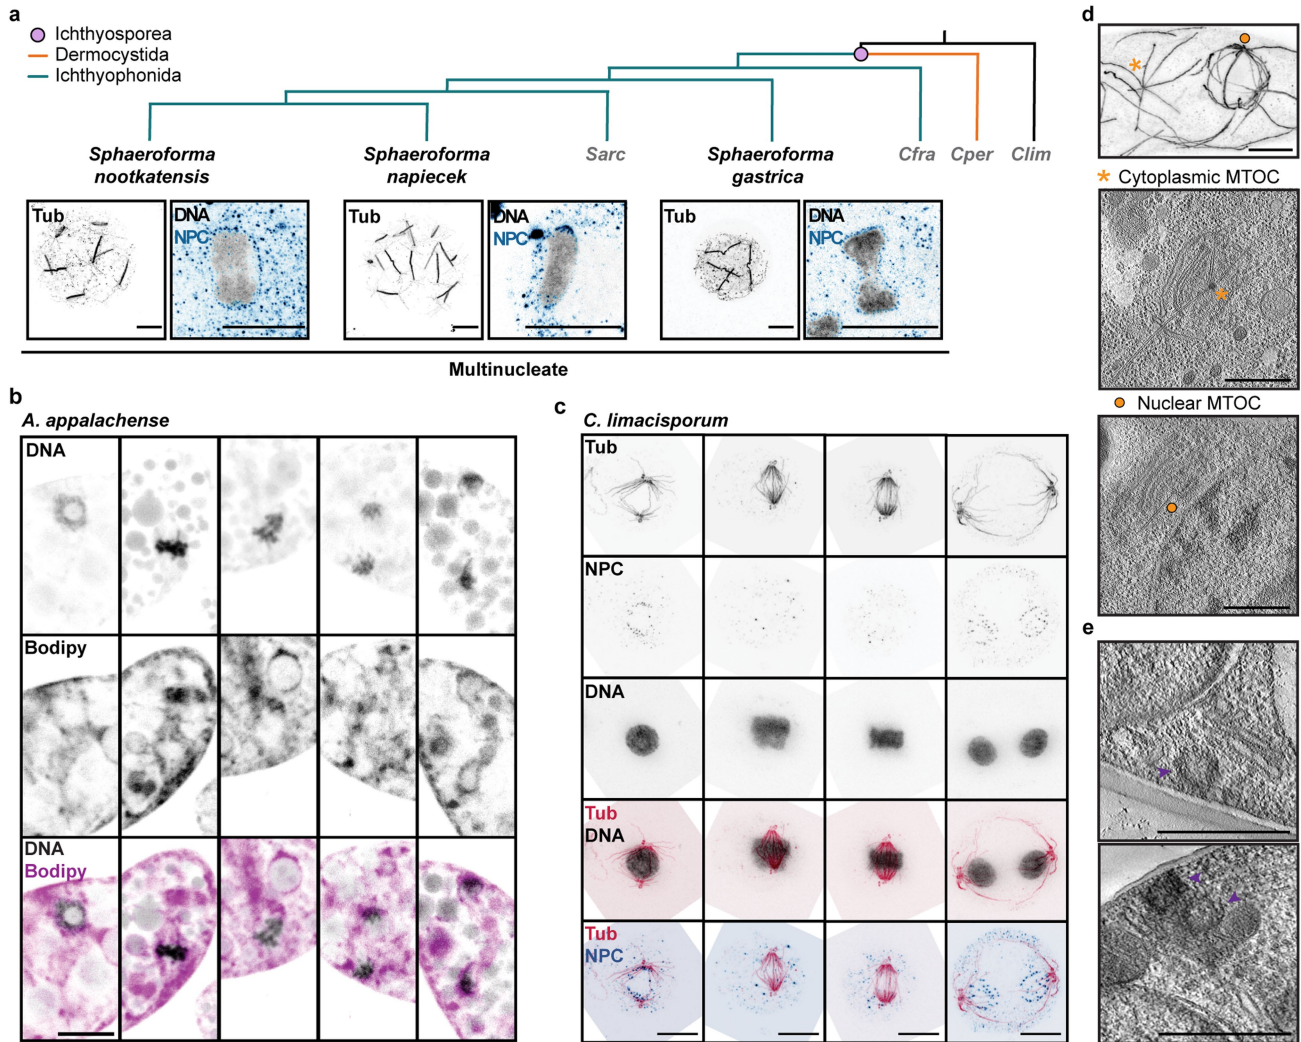 a
Ichthyosporea
Dermocystida
Ichthyophonida
Sphaeroforma
nootkatensis
Sphaeroforma
napiecek
Sarc
Sphaeroforma
gastrica
Cfra
Cper
Clim
Tub
DNA
NPC
Tub
DNA
NPC
Tub
DNA
NPC
Multinucleate
b
A. appalachense
DNA
Bodipy
DNA
Bodipy
c
C. limacisporum
Tub
NPC
DNA
Tub
DNA
Tub
NPC
d
* Cytoplasmic MTOC
Nuclear MTOC
e